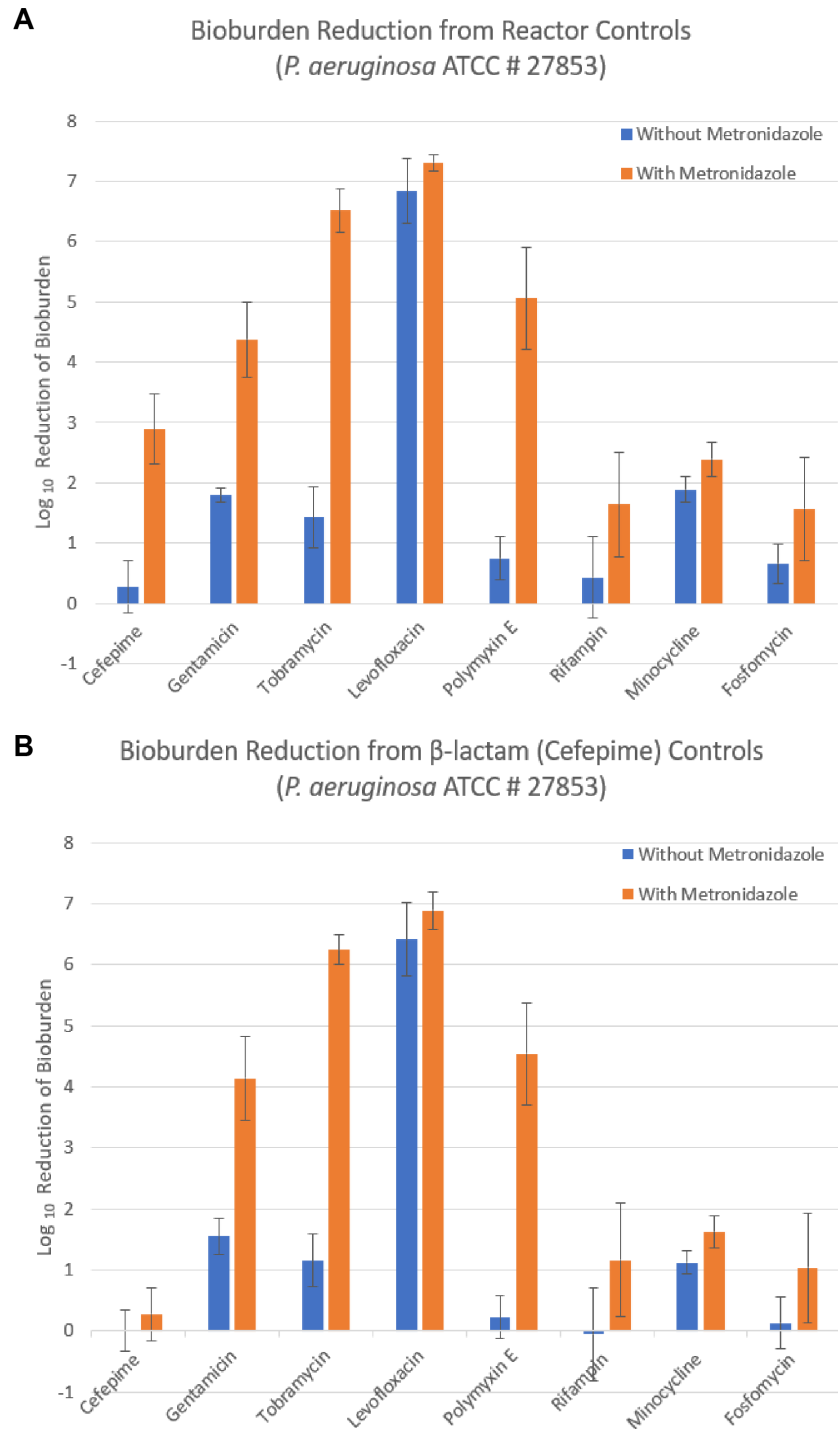 A
Bioburden Reduction from Reactor Controls
(P. aeruginosa ATCC # 27853)
Log 10 Reduction of Bioburden
8
7
6
5
4
3
2
1
0
-1
Without Metronidazole
With Metronidazole
Cefepime
Gentamicin
Tobramycin
Levofloxacin
Polymyxin E
Rifampin
Minocycline
Fosfomycin
B
Bioburden Reduction from β-lactam (Cefepime) Controls
(P. aeruginosa ATCC # 27853)
Log 10 Reduction of Bioburden
8
7
6
5
4
3
2
1
0
-1
Without Metronidazole
With Metronidazole
Cefepime
Gentamicin
Tobramycin
Levofloxacin
Polymyxin E
Rifampin
Minocycline
Fosfomycin